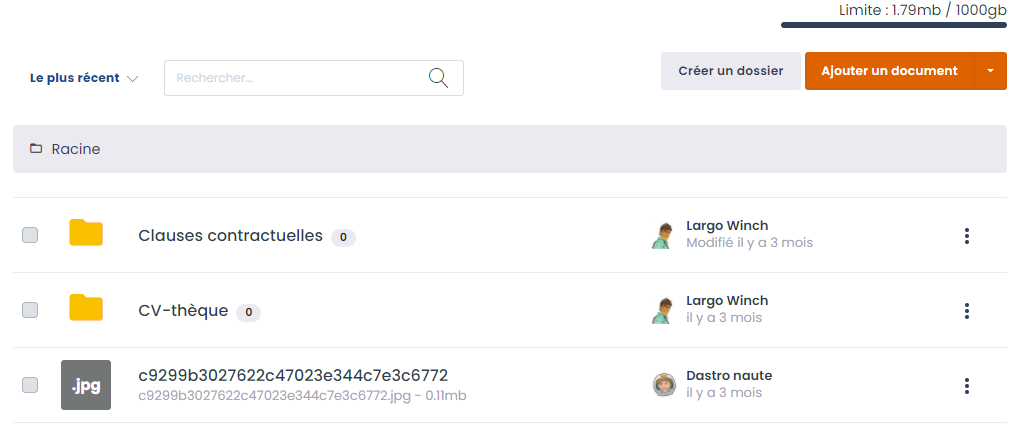 Limite : 1.79mb / 1000gb
Le plus récent
Rechercher...
Créer un dossier
Ajouter un document
Racine
Clauses contractuelles 0
Largo Winch
Modifié il y a 3 mois
CV-thèque 0
Largo Winch
il y a 3 mois
.jpg
c9299b3027622c47023e344c7e3c6772
c9299b3027622c47023e344c7e3c6772.jpg - 0.11mb
Dastro naute
il y a 3 mois